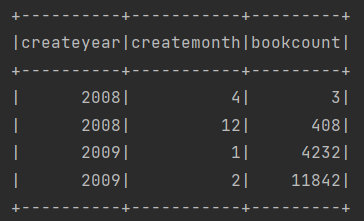 +----------+-----------+---------+
|createyear|createmonth|bookcount|
+----------+-----------+---------+
|      2008|          4|        3|
|      2008|         12|      408|
|      2009|          1|     4232|
|      2009|          2|    11842|
+----------+-----------+---------+